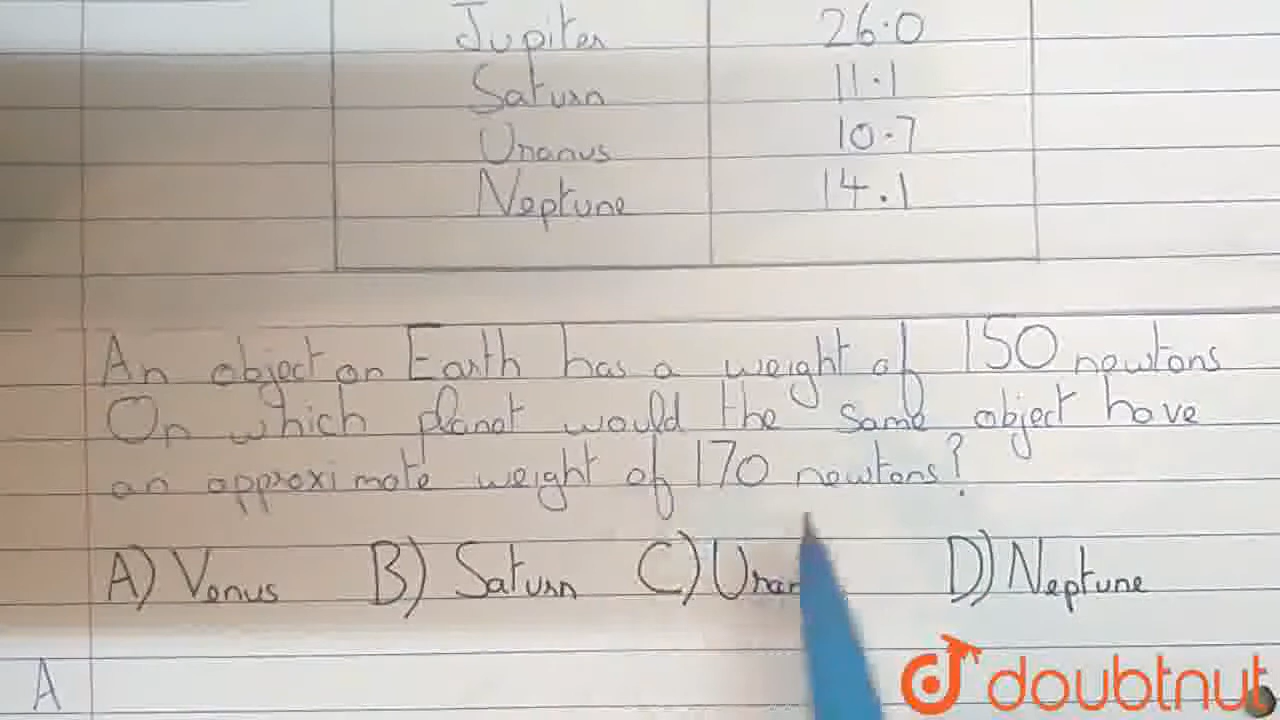 Jupiter 26.0
Saturn 11.1
Uranus 10.7
Neptune 14.1
An object on Earth has a weight of 150 newtons
On which planet would the same object have
an approximate weight of 170 newtons?
A) Venus B) Saturn C) Uran D) Neptune
A
doubtnut